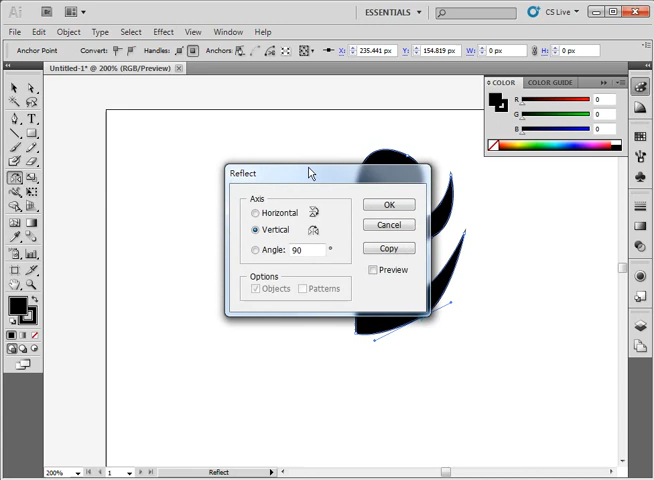 Ai Br ESSENTIALS CS Live
File Edit Object Type Select Effect View Window Help
Anchor Point Convert: Handles: Anchors: X: 235.441 px Y: 154.819 px W: 0 px H: 0 px
Untitled-1* @ 200% (RGB/Preview)
COLOR COLOR GUIDE
R 0
G 0
B 0
Reflect
Axis
Horizontal
Vertical
Angle: 90 °
Options
Objects Patterns
OK
Cancel
Copy
Preview
200% 1 Reflect